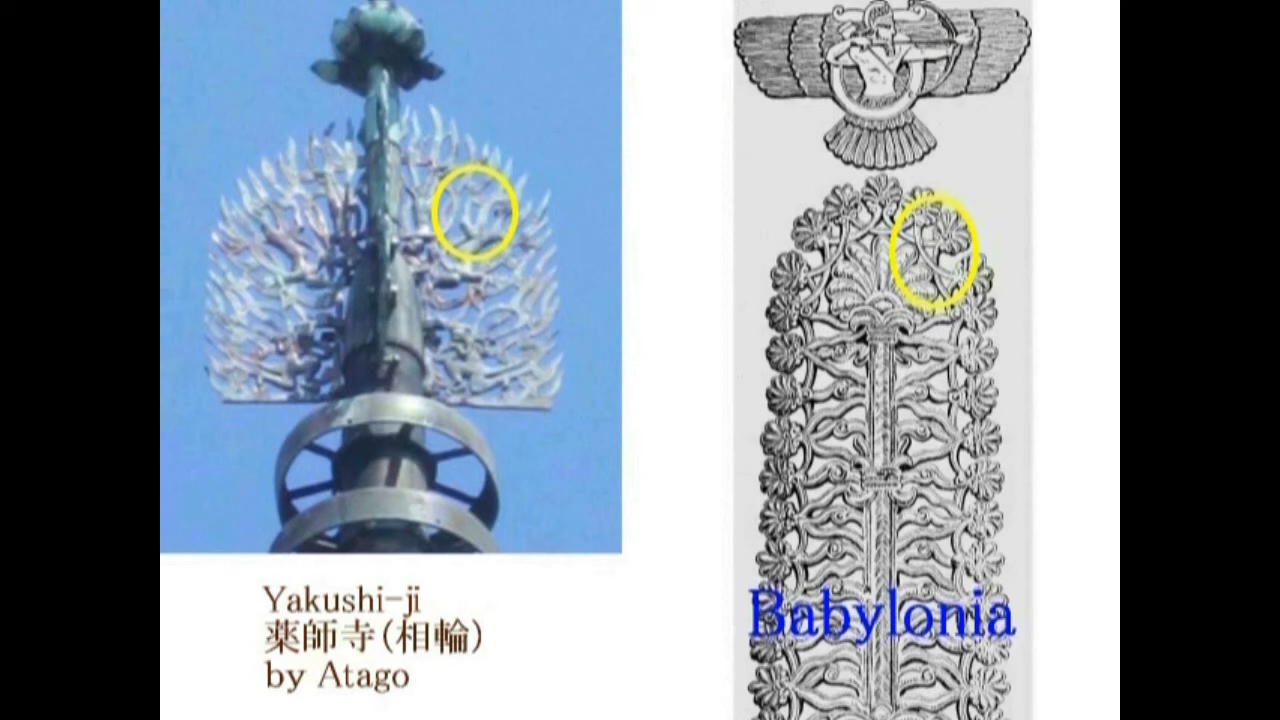 Yakushi-ji
薬師寺(相輪)
by Atago
Babylonia